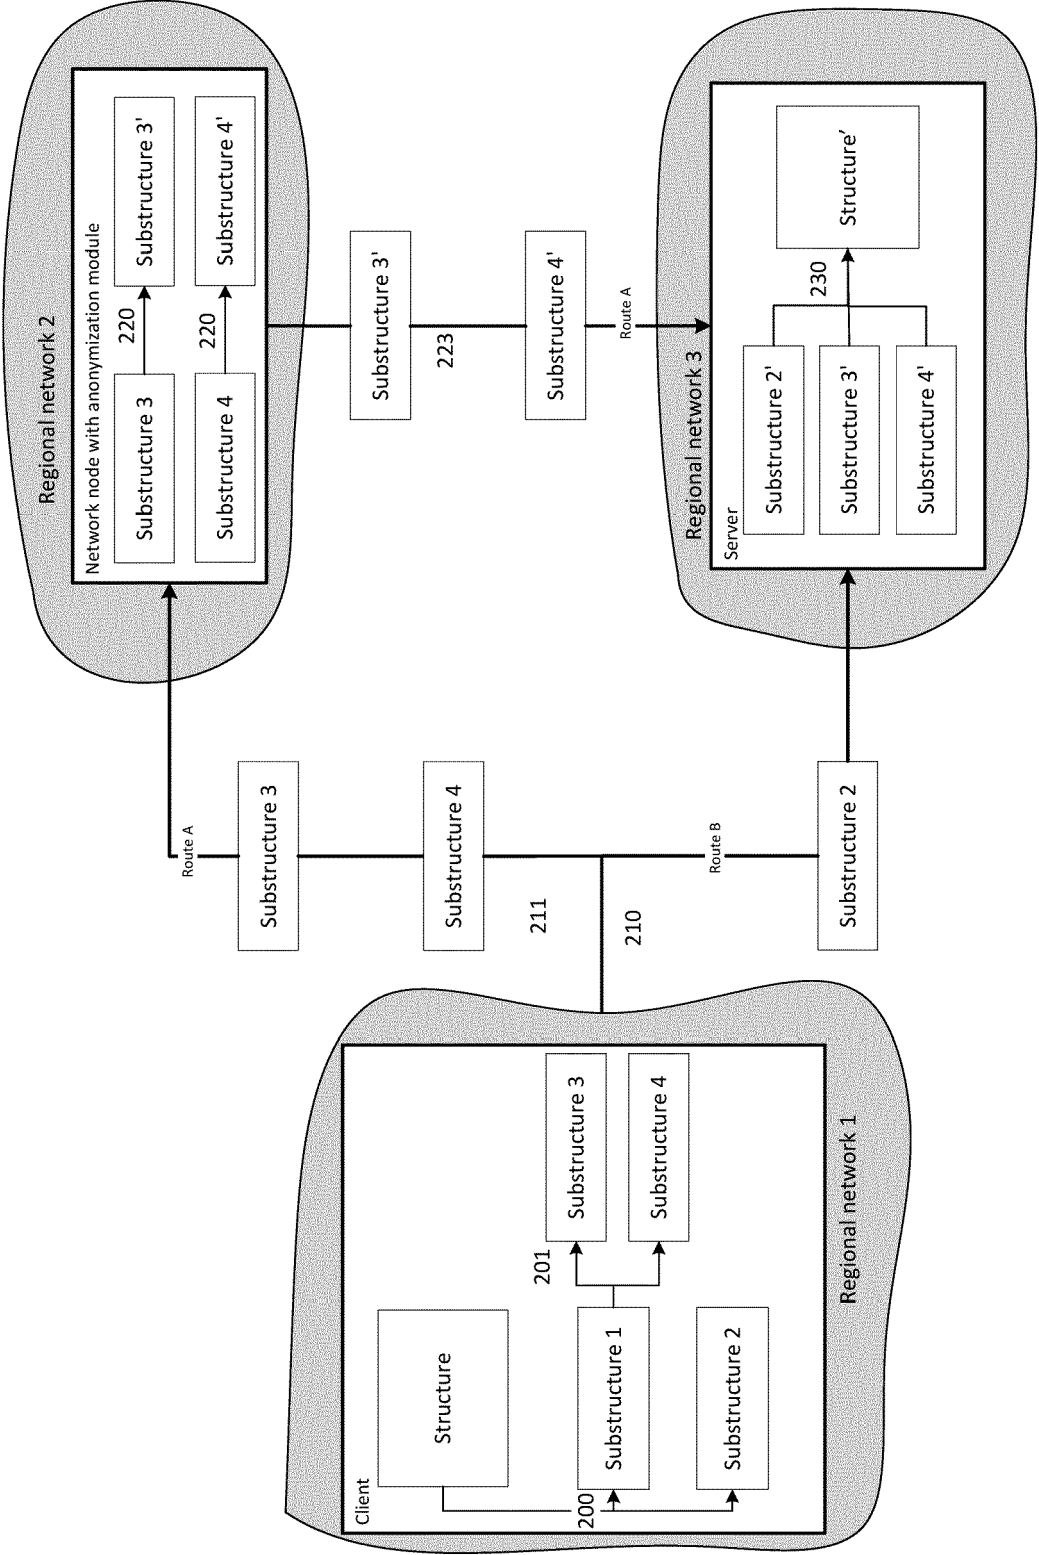 Client
Structure
200
Substructure 1
Substructure 2
201
Substructure 3
Substructure 4
Regional network 1
210
211
Route A
Substructure 3
Substructure 4
Route B
Substructure 2
Regional network 2
Network node with anonymization module
Substructure 3
220
Substructure 3'
Substructure 4
220
Substructure 4'
Substructure 3'
223
Substructure 4'
Route A
Regional network 3
Server
Substructure 2'
Substructure 3'
Substructure 4'
230
Structure’